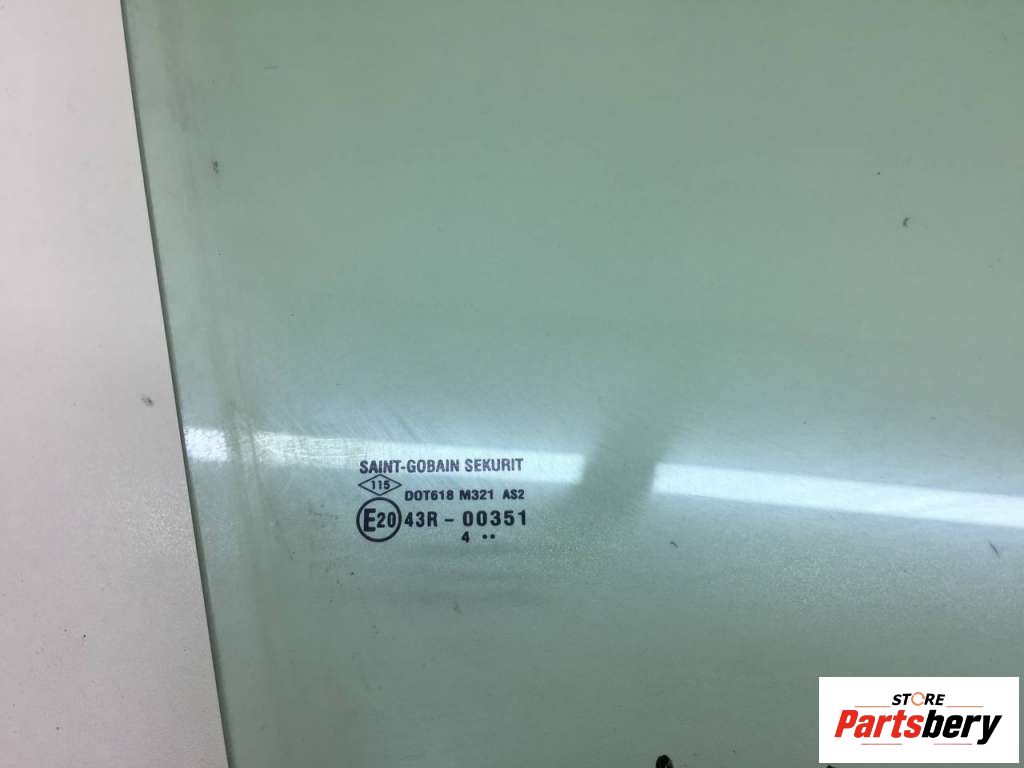 SAINT-GOBAIN SEKURIT
115
DOT618 M321 AS2
E20 43R - 00351
4 ••
STORE
Partsbery